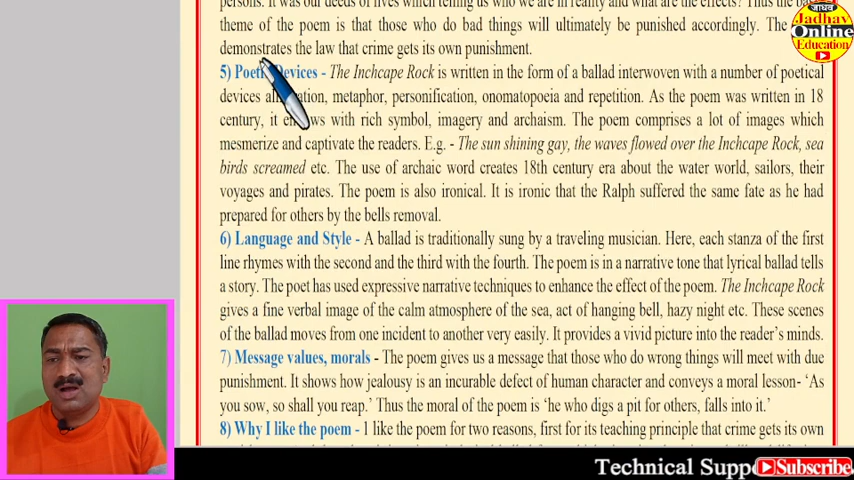 persons. It was our deeds of lives which telling us who we are in reality and what are the effects? Thus the
theme of the poem is that those who do bad things will ultimately be punished accordingly. The
demonstrates the law that crime gets its own punishment.
5) Poetic Devices - The Inchcape Rock is written in the form of a ballad interwoven with a number of poetical
devices alliteration, metaphor, personification, onomatopoeia and repetition. As the poem was written in 18
century, it endows with rich symbol, imagery and archaism. The poem comprises a lot of images which
mesmerize and captivate the readers. E.g. - The sun shining gay, the waves flowed over the Inchcape Rock, sea
birds screamed etc. The use of archaic word creates 18th century era about the water world, sailors, their
voyages and pirates. The poem is also ironical. It is ironic that the Ralph suffered the same fate as he had
prepared for others by the bells removal.
6) Language and Style - A ballad is traditionally sung by a traveling musician. Here, each stanza of the first
line rhymes with the second and the third with the fourth. The poem is in a narrative tone that lyrical ballad tells
a story. The poet has used expressive narrative techniques to enhance the effect of the poem. The Inchcape Rock
gives a fine verbal image of the calm atmosphere of the sea, act of hanging bell, hazy night etc. These scenes
of the ballad moves from one incident to another very easily. It provides a vivid picture into the reader's minds.
7) Message values, morals - The poem gives us a message that those who do wrong things will meet with due
punishment. It shows how jealousy is an incurable defect of human character and conveys a moral lesson- 'As
you sow, so shall you reap.' Thus the moral of the poem is 'he who digs a pit for others, falls into it.'
8) Why I like the poem - I like the poem for two reasons, first for its teaching principle that crime gets its own
जाधव
Jadhav
Online
Education
Technical
Subscribe